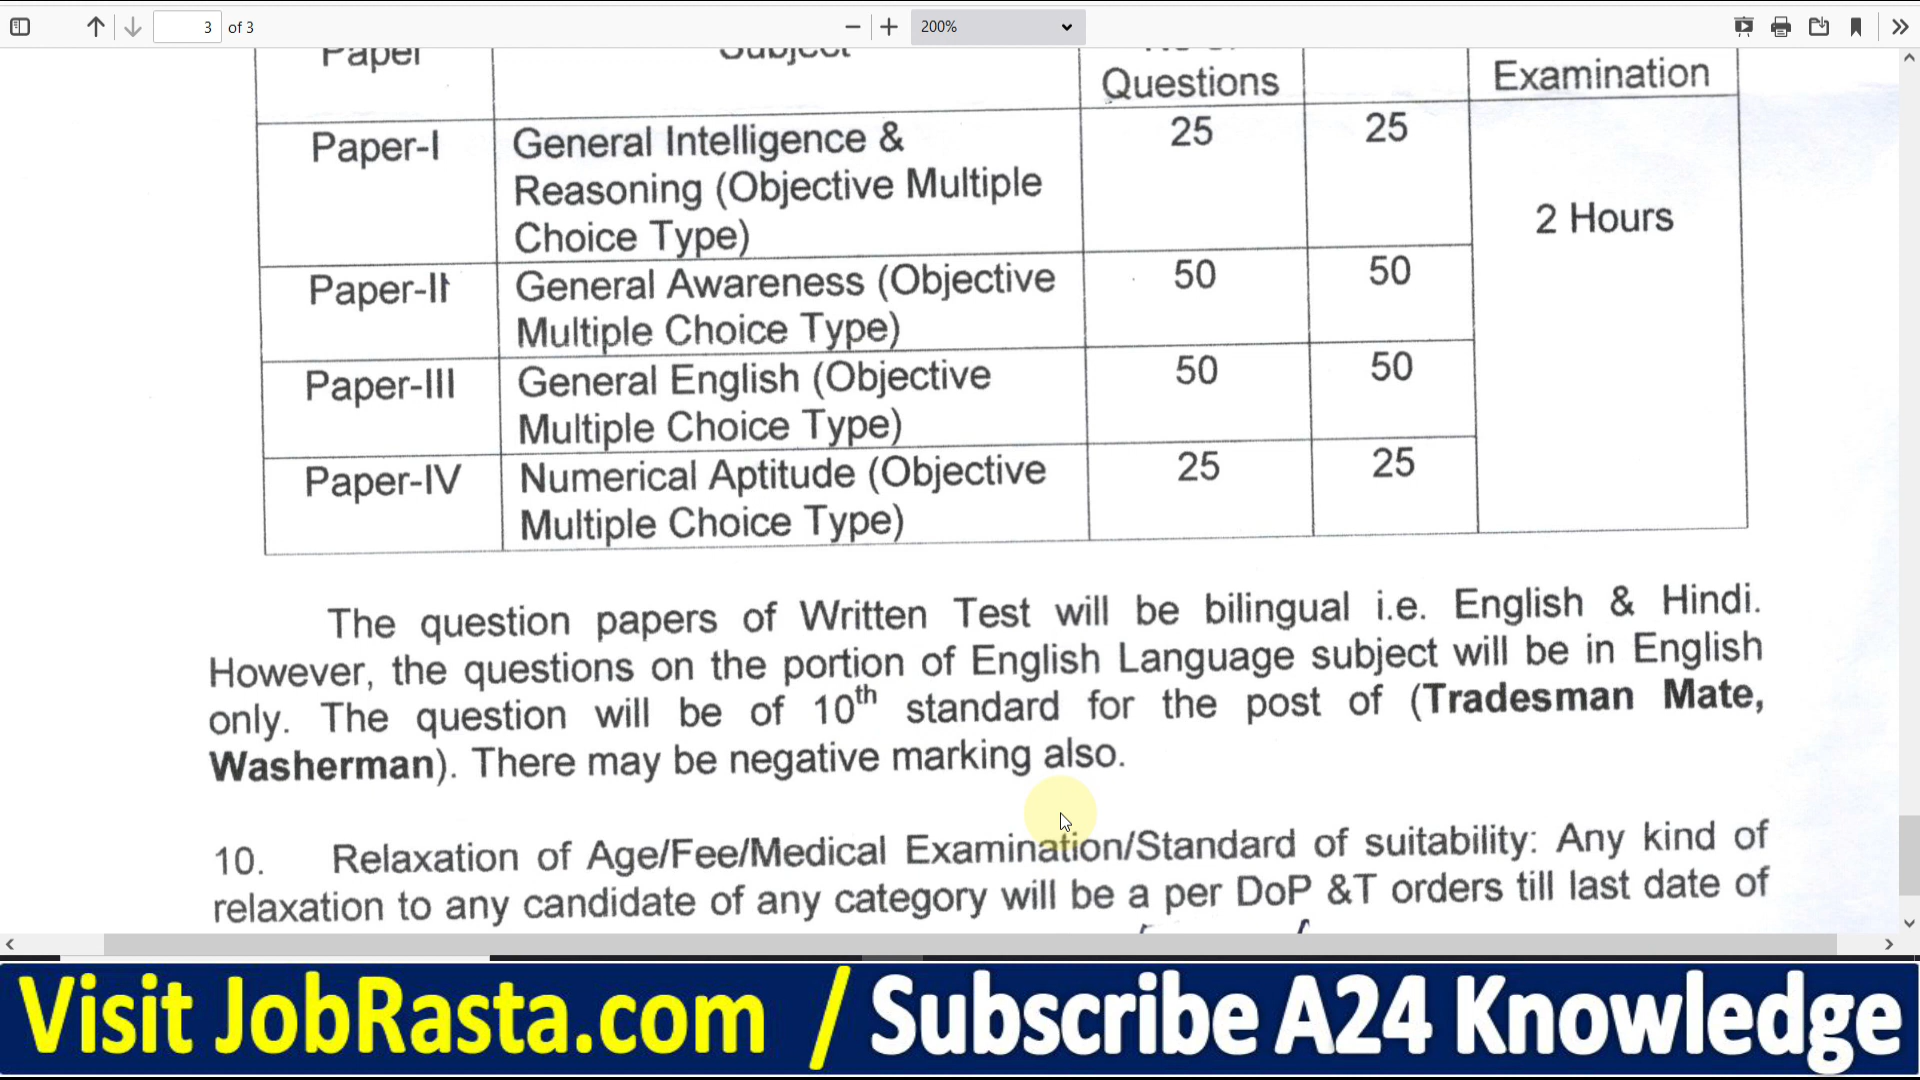 3 of 3
200%
Paper Subject
Questions Examination
Paper-I General Intelligence & 25 25
Reasoning (Objective Multiple 2 Hours
Choice Type)
Paper-II General Awareness (Objective 50 50
Multiple Choice Type)
Paper-III General English (Objective 50 50
Multiple Choice Type)
Paper-IV Numerical Aptitude (Objective 25 25
Multiple Choice Type)
The question papers of Written Test will be bilingual i.e. English & Hindi.
However, the questions on the portion of English Language subject will be in English
only. The question will be of 10th standard for the post of (Tradesman Mate,
Washerman). There may be negative marking also.
10. Relaxation of Age/Fee/Medical Examination/Standard of suitability: Any kind of
relaxation to any candidate of any category will be a per DoP &T orders till last date of
Visit JobRasta.com / Subscribe A24 Knowledge